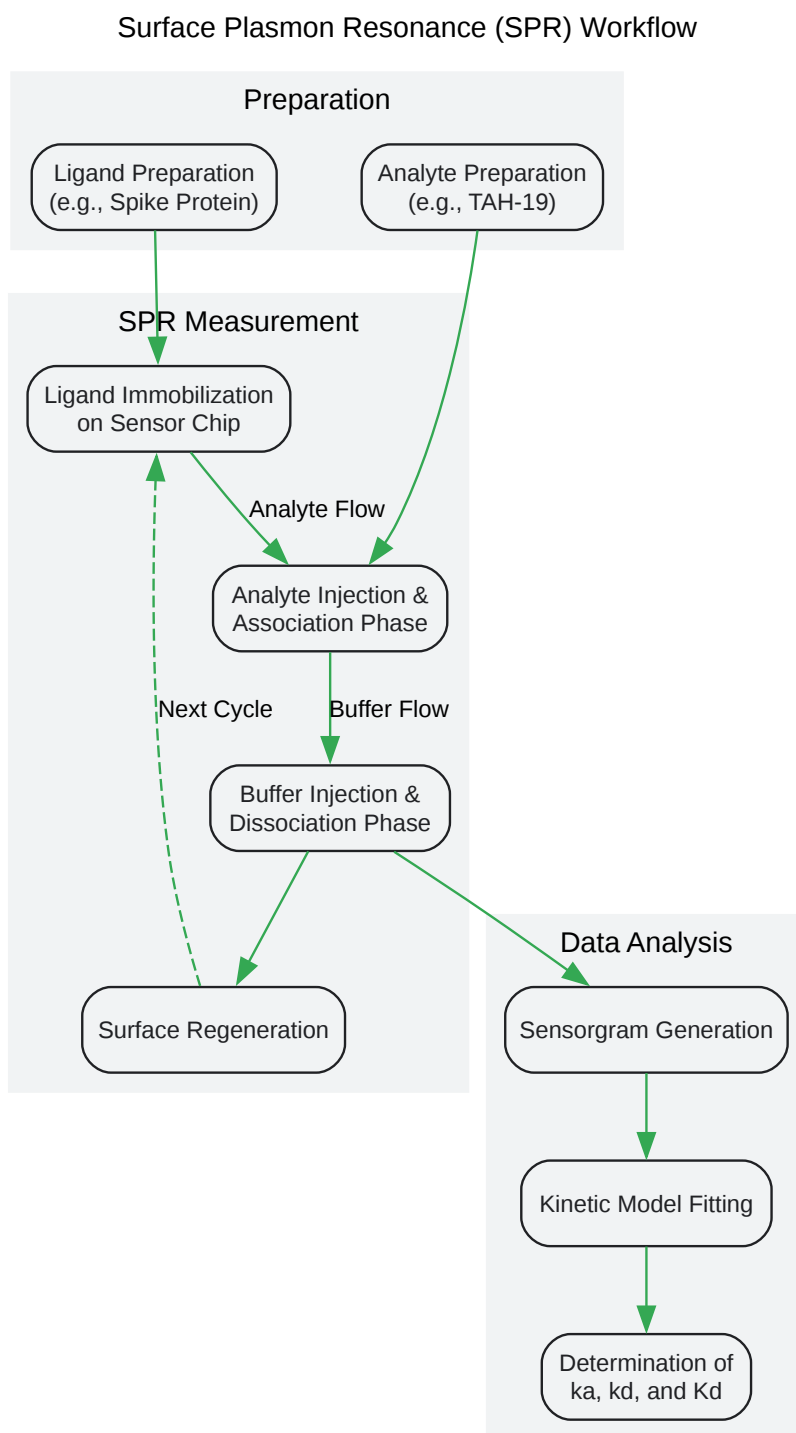 Surface Plasmon Resonance (SPR) Workflow
Preparation
Ligand Preparation
(e.g., Spike Protein)
Analyte Preparation
(e.g., TAH-19)
SPR Measurement
Ligand Immobilization
on Sensor Chip
Analyte Flow
Analyte Injection &
Association Phase
Next Cycle
Buffer Flow
Buffer Injection &
Dissociation Phase
Surface Regeneration
Data Analysis
Sensorgram Generation
Kinetic Model Fitting
Determination of
ka, kd, and Kd